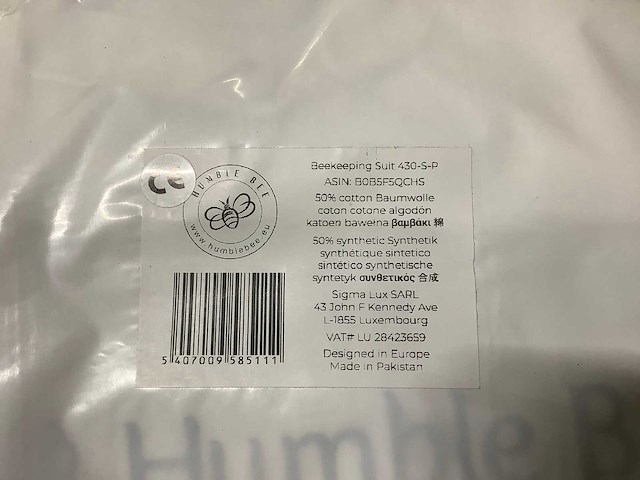 CE
HUMBLE BEE
www.humblebee.eu
5 407009 585111
Beekeeping Suit 430-S-P
ASIN: B0B5F5QCHS
50% cotton Baumwolle
coton cotone algodón
katoen bawełna βαμβάκι 綿
50% synthetic Synthetik
synthétique sintetico
sintético synthetische
syntetyk συνθετικός 合成
Sigma Lux SARL
43 John F Kennedy Ave
L-1855 Luxembourg
VAT# LU 28423659
Designed in Europe
Made in Pakistan
Humble B